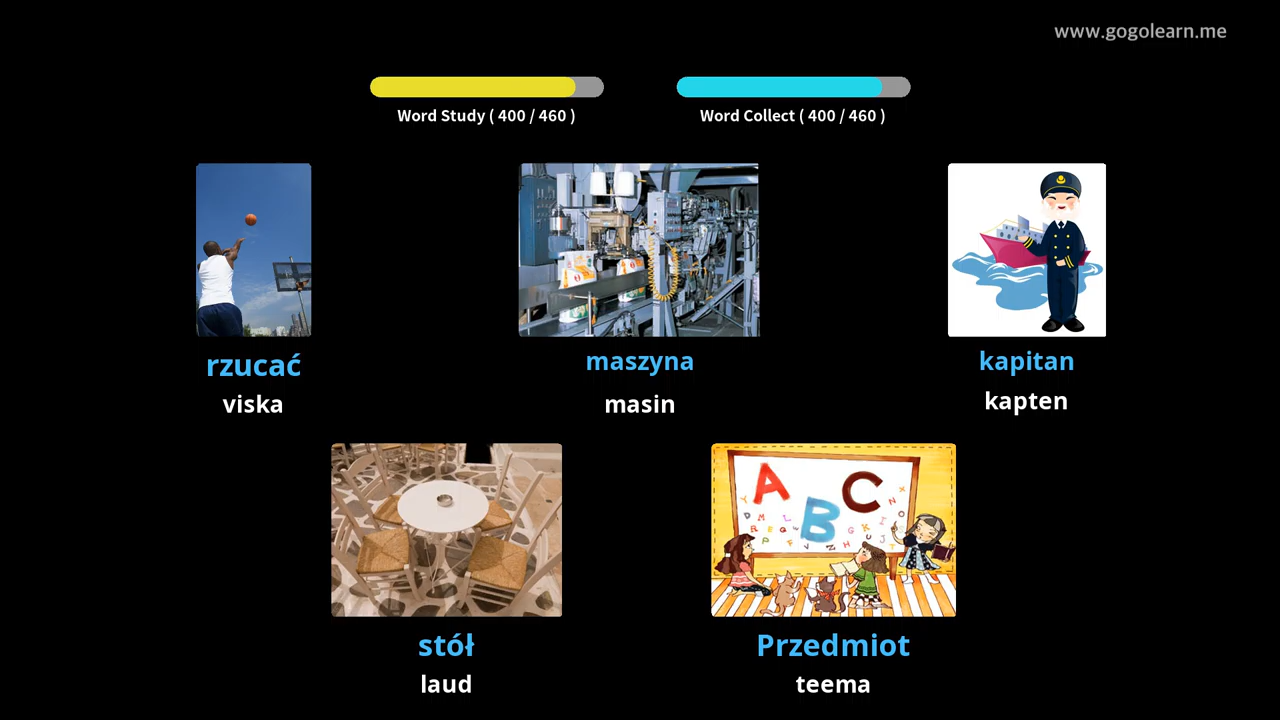 www.gogolearn.me
Word Study ( 400 / 460 )
Word Collect ( 400 / 460 )
rzucać
maszyna
kapitan
viska
masin
kapten
A B C
stół
Przedmiot
laud
teema